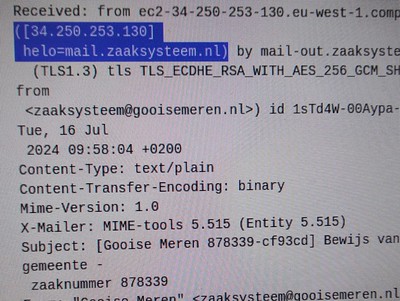 Received: from ec2-34-250-253-130.eu-west-1.comp
([34.250.253.130]
helo=mail.zaaksysteem.nl) by mail-out.zaaksyste
(TLS1.3) tls TLS_ECDHE_RSA_WITH_AES_256_GCM_SH
from
<zaaksysteem@gooisemeren.nl>) id 1sTd4W-00Aypa-
Tue, 16 Jul
2024 09:58:04 +0200
Content-Type: text/plain
Content-Transfer-Encoding: binary
Mime-Version: 1.0
X-Mailer: MIME-tools 5.515 (Entity 5.515)
Subject: [Gooise Meren 878339-cf93cd] Bewijs van
gemeente -
zaaknummer 878339
"Gooise Meren" <zaaksysteem@gooisemeren.nl